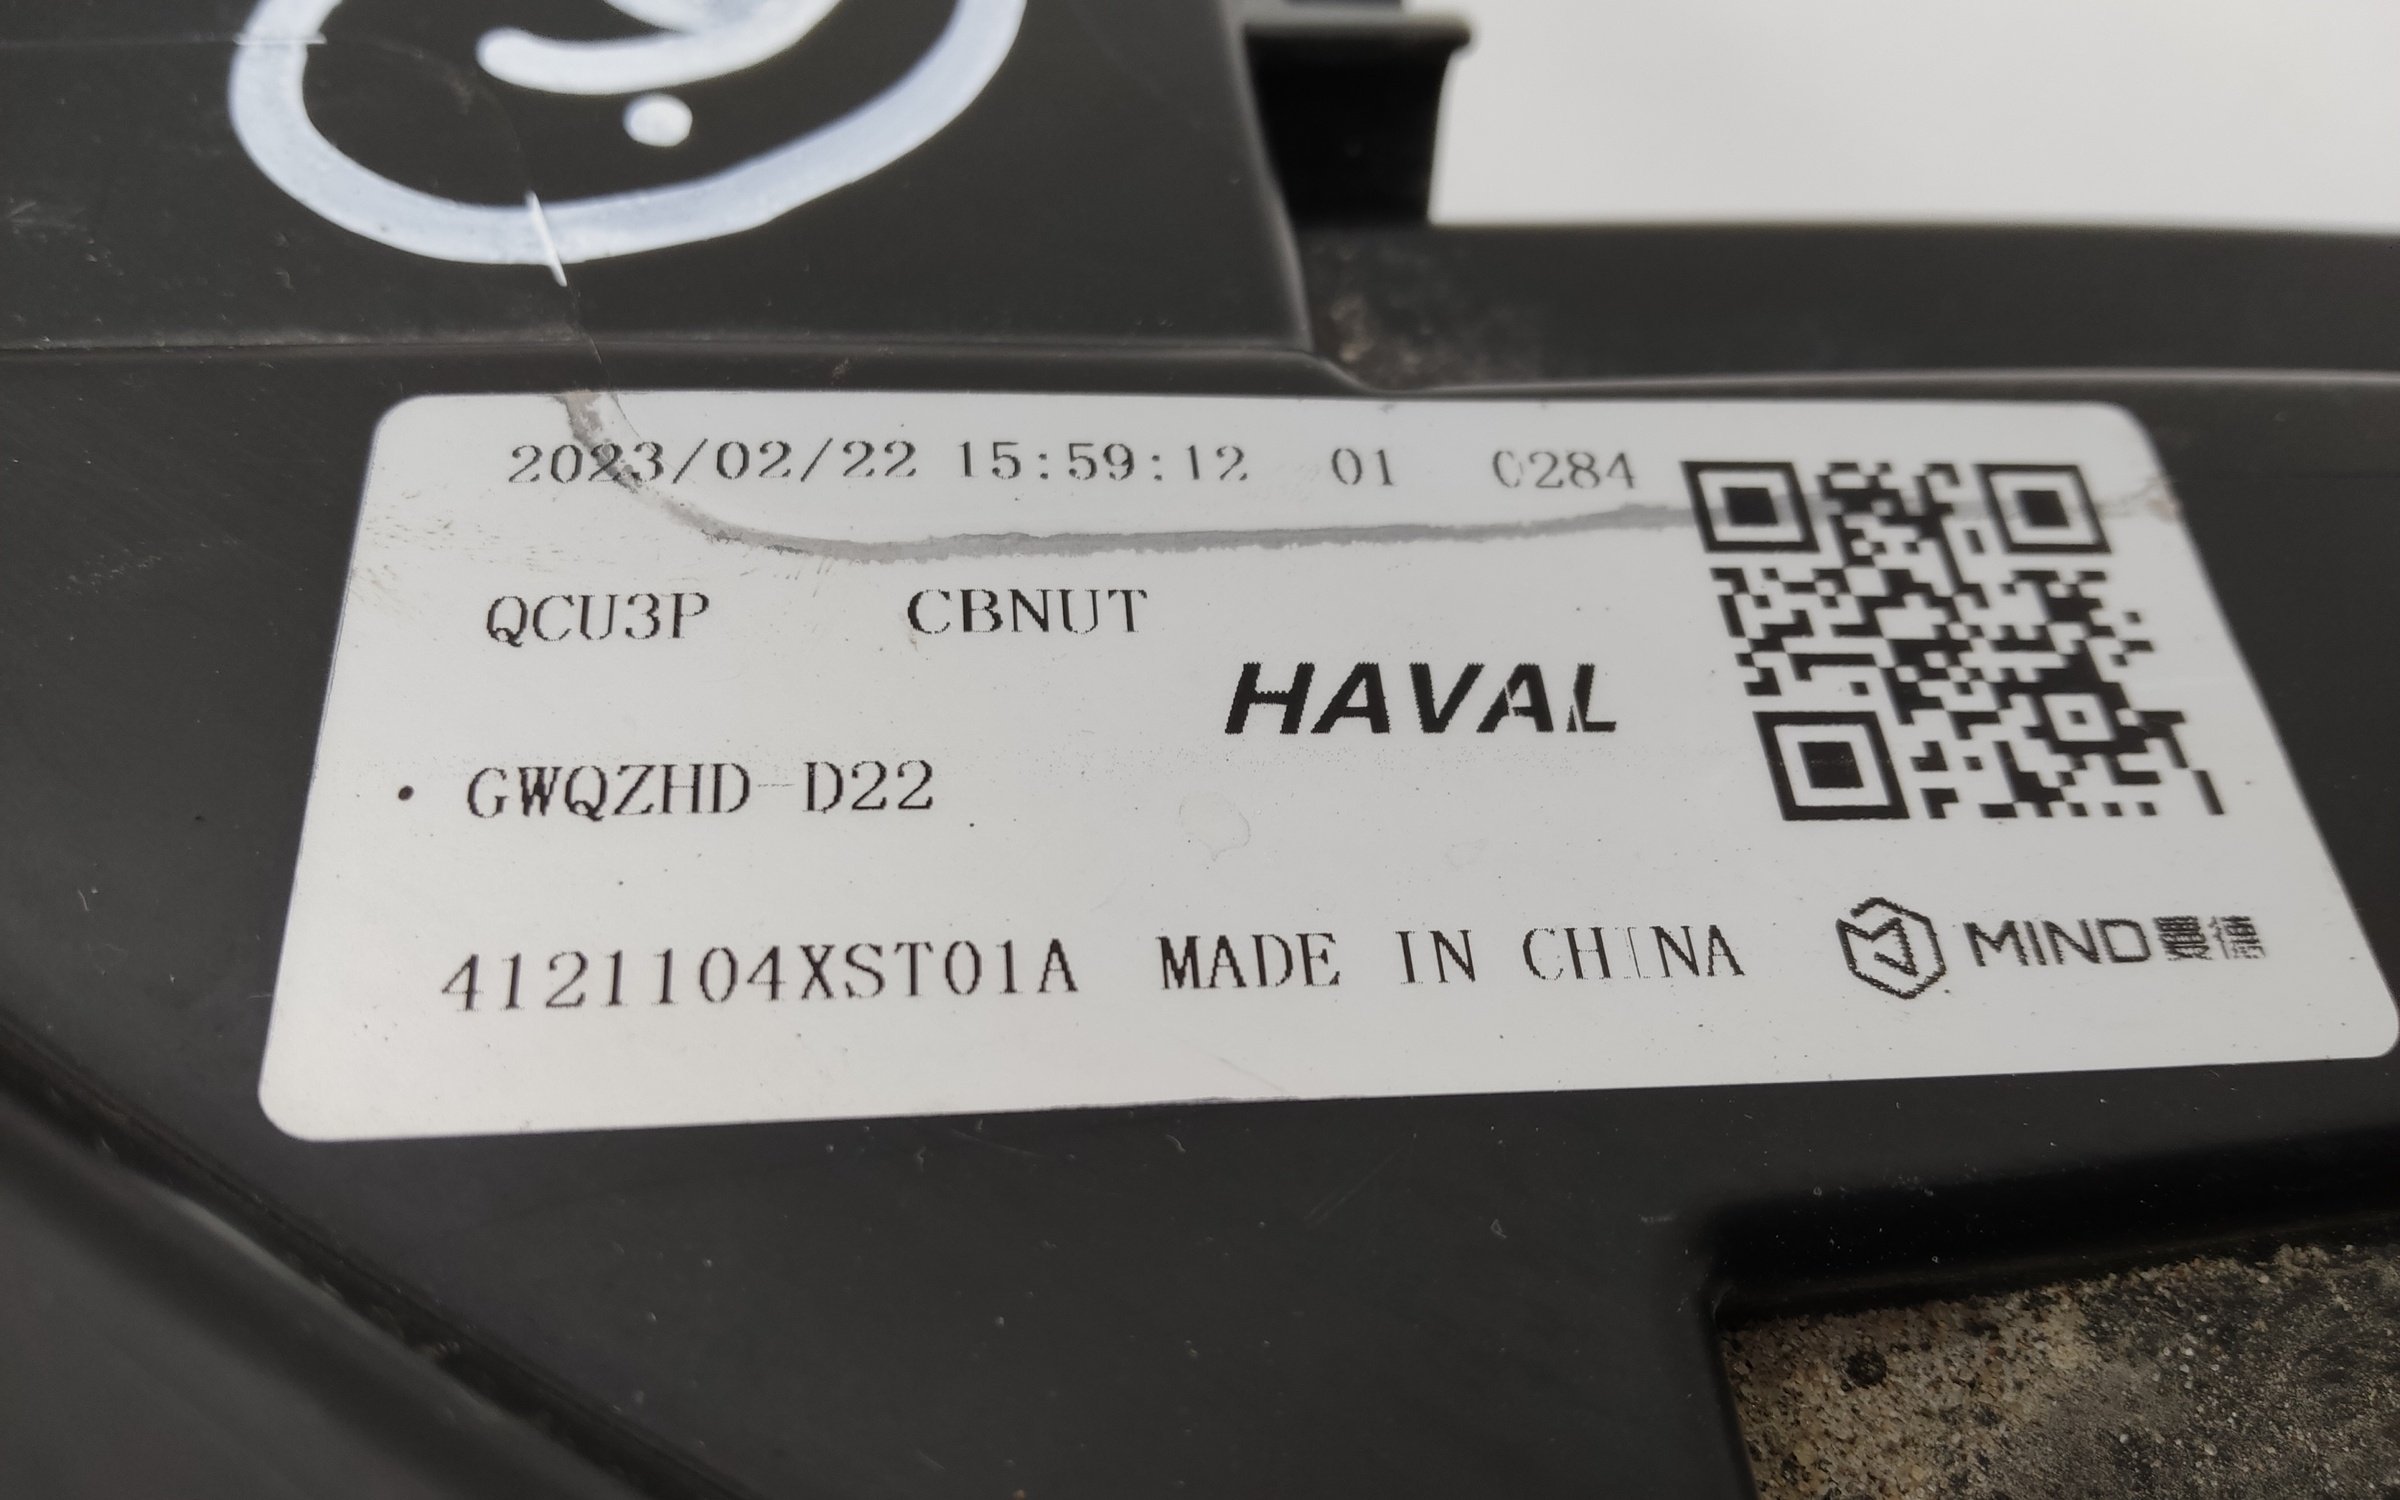 2023/02/22 15:59:12 01 0284
QCU3P CBNUT
HAVAL
· GWQZHD-D22
4121104XST01A MADE IN CHINA
MIND曼德